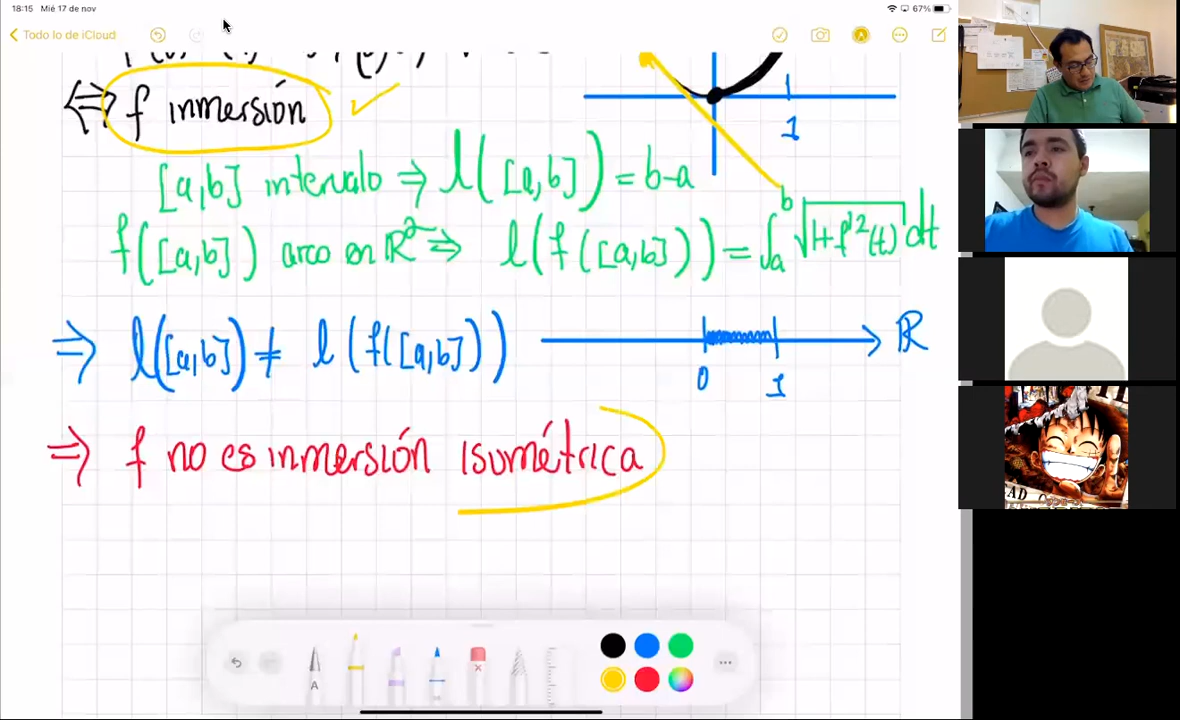 18:15 Mié 17 de nov
67%
Todo lo de iCloud
⇔ f inmersión ✓
1
[a,b] intervalo ⇒ l([a,b]) = b-a
f([a,b]) arco en ℝ² ⇒ l(f([a,b])) = ∫ₐᵇ √(1+f'²(t)) dt
⇒ l([a,b]) ≠ l(f([a,b]))
ℝ
0 1
⇒ f no es inmersión isométrica
A
AD